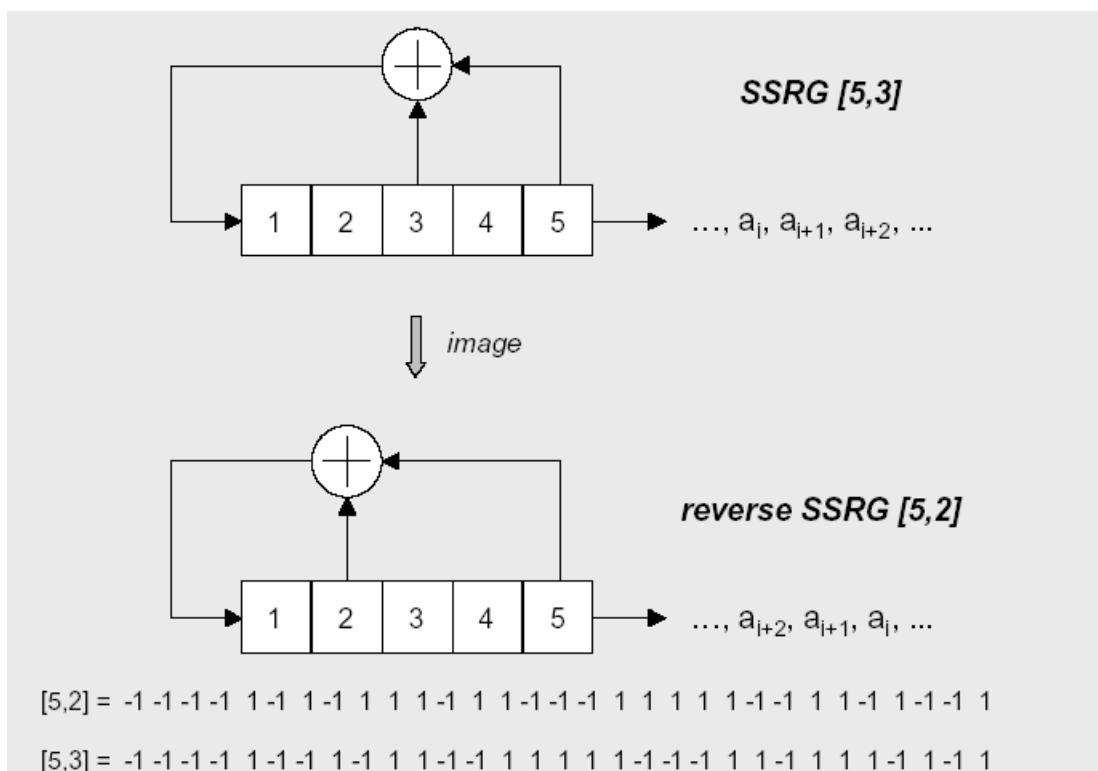 SSRG [5,3]
1 2 3 4 5
..., a_i, a_{i+1}, a_{i+2}, ...
image
reverse SSRG [5,2]
1 2 3 4 5
..., a_{i+2}, a_{i+1}, a_i, ...
[5,2] = -1 -1 -1 -1 1 -1 1 -1 1 1 1 -1 1 1 -1 -1 -1 1 1 1 1 1 -1 -1 1 1 -1 1 -1 -1 1
[5,3] = -1 -1 -1 -1 1 -1 -1 1 -1 1 1 -1 -1 1 1 1 1 1 -1 -1 -1 1 1 -1 1 1 1 -1 1 -1 1